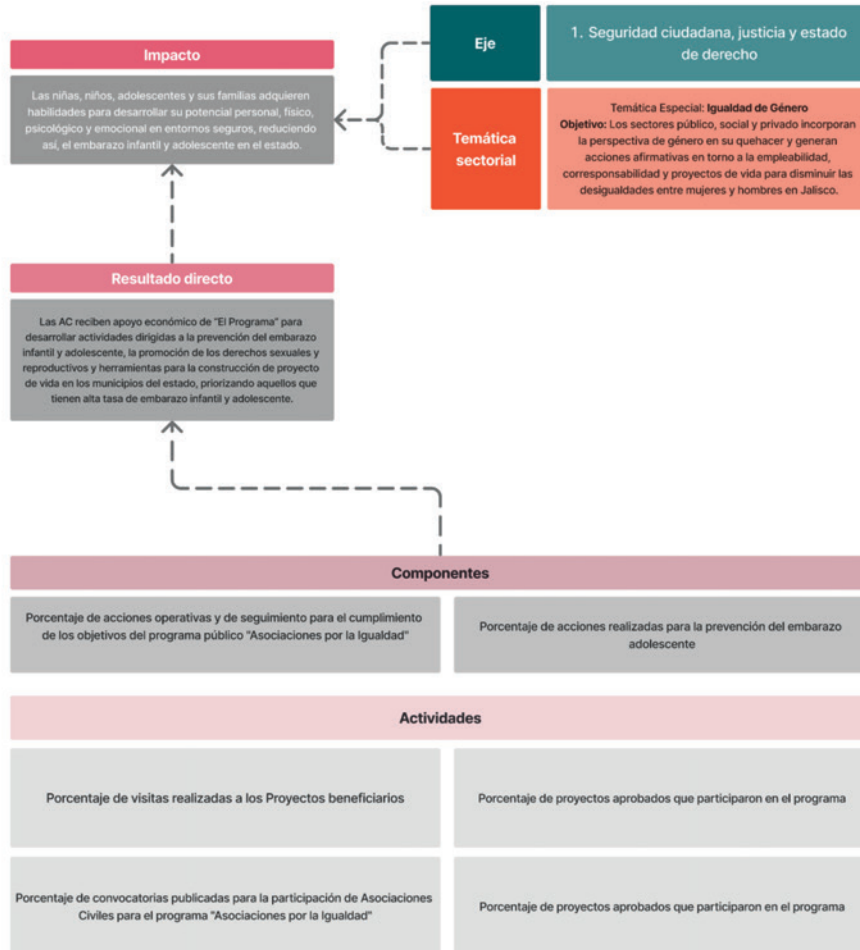 Impacto
Las niñas, niños, adolescentes y sus familias adquieren
habilidades para desarrollar su potencial personal, físico,
psicológico y emocional en entornos seguros, reduciendo
así, el embarazo infantil y adolescente en el estado.
Eje
1. Seguridad ciudadana, justicia y estado
de derecho
Temática
sectorial
Temática Especial: Igualdad de Género
Objetivo: Los sectores público, social y privado incorporan
la perspectiva de género en su quehacer y generan
acciones afirmativas en torno a la empleabilidad,
corresponsabilidad y proyectos de vida para disminuir las
desigualdades entre mujeres y hombres en Jalisco.
Resultado directo
Las AC reciben apoyo económico de "El Programa" para
desarrollar actividades dirigidas a la prevención del embarazo
infantil y adolescente, la promoción de los derechos sexuales y
reproductivos y herramientas para la construcción de proyecto
de vida en los municipios del estado, priorizando aquellos que
tienen alta tasa de embarazo infantil y adolescente.
Componentes
Porcentaje de acciones operativas y de seguimiento para el cumplimiento
de los objetivos del programa público "Asociaciones por la Igualdad"
Porcentaje de acciones realizadas para la prevención del embarazo
adolescente
Actividades
Porcentaje de visitas realizadas a los Proyectos beneficiarios
Porcentaje de proyectos aprobados que participaron en el programa
Porcentaje de convocatorias publicadas para la participación de Asociaciones
Civiles para el programa "Asociaciones por la Igualdad"
Porcentaje de proyectos aprobados que participaron en el programa